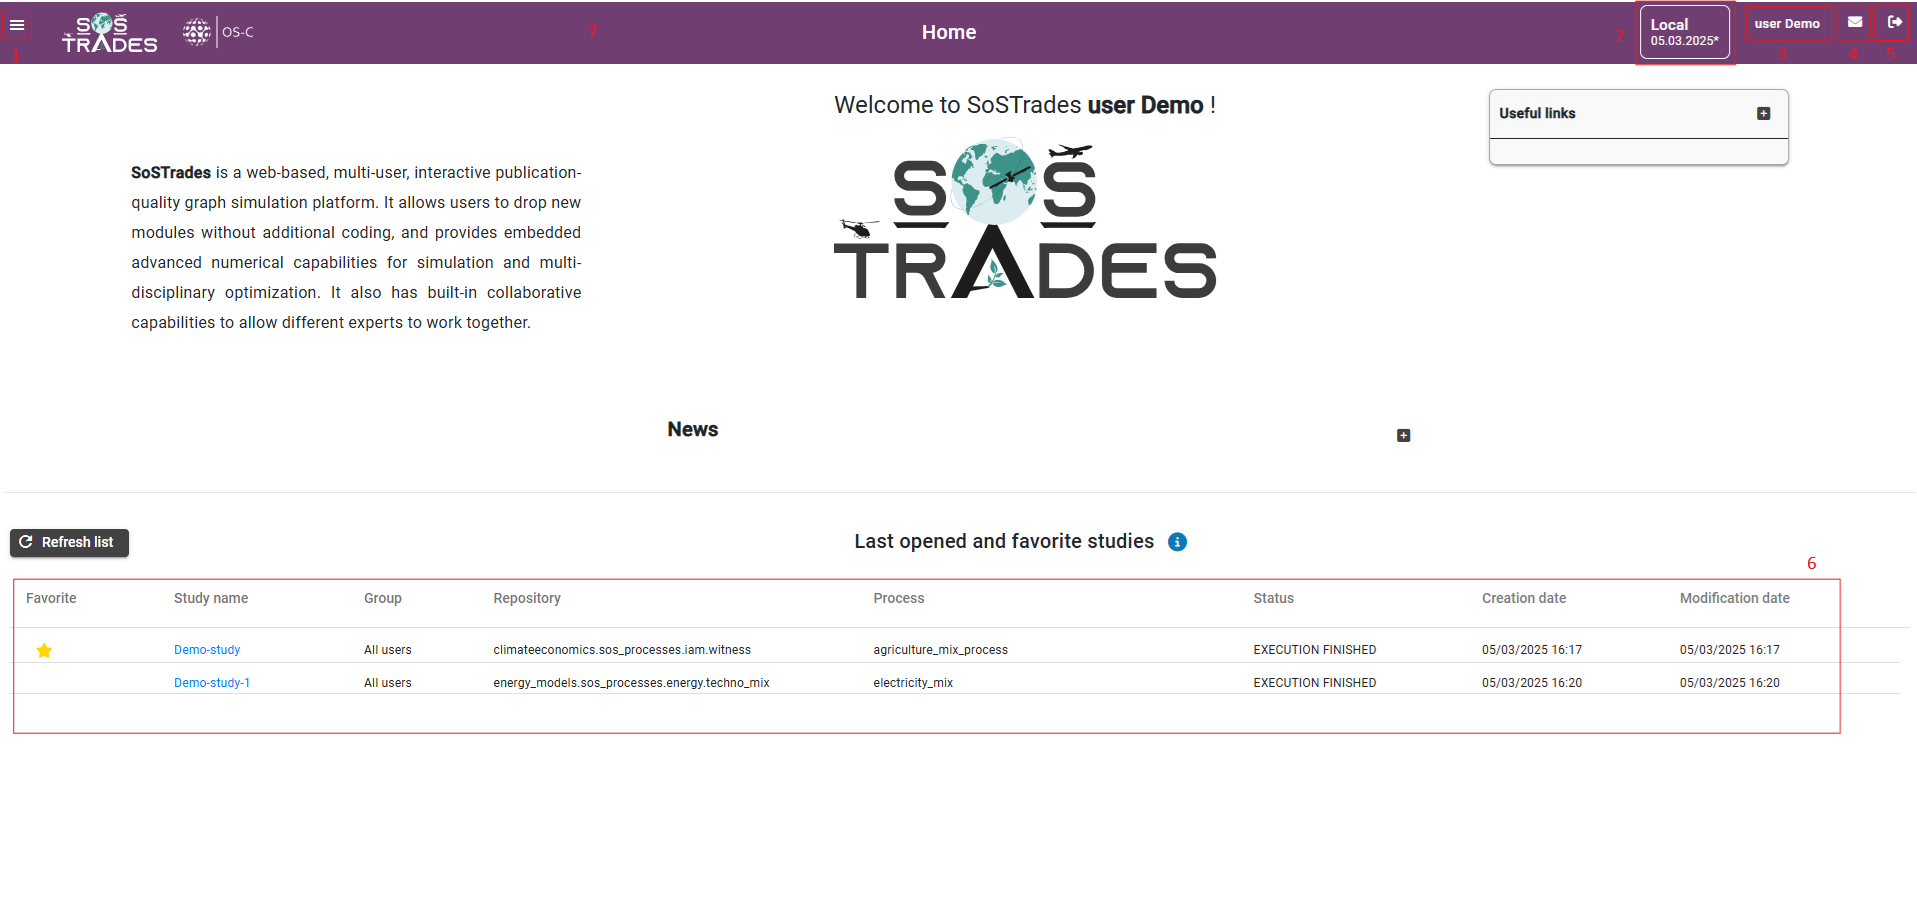 SOS
TRADES
OS-C
7
Home
2
Local
05.03.2025*
user Demo
1
3
4
5
Welcome to SoSTrades user Demo !
SOS
TRADES
Useful links
SoSTrades is a web-based, multi-user, interactive publication-
quality graph simulation platform. It allows users to drop new
modules without additional coding, and provides embedded
advanced numerical capabilities for simulation and multi-
disciplinary optimization. It also has built-in collaborative
capabilities to allow different experts to work together.
News
Refresh list
Last opened and favorite studies
6
Favorite Study name Group Repository Process Status Creation date Modification date
Demo-study All users climateeconomics.sos_processes.iam.witness agriculture_mix_process EXECUTION FINISHED 05/03/2025 16:17 05/03/2025 16:17
Demo-study-1 All users energy_models.sos_processes.energy.techno_mix electricity_mix EXECUTION FINISHED 05/03/2025 16:20 05/03/2025 16:20